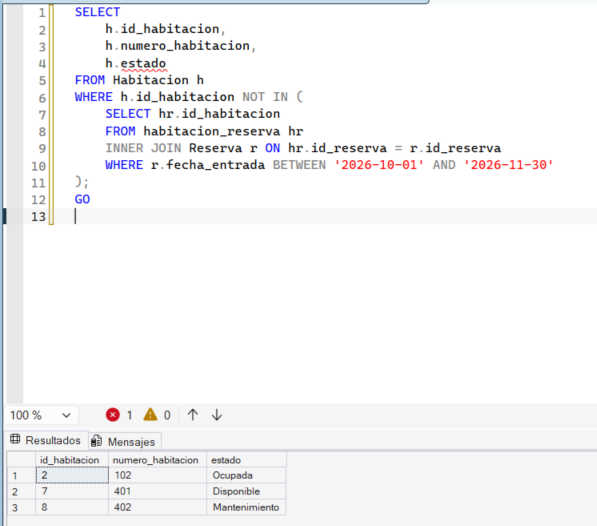 1 SELECT
2 h.id_habitacion,
3 h.numero_habitacion,
4 h.estado
5 FROM Habitacion h
6 WHERE h.id_habitacion NOT IN (
7 SELECT hr.id_habitacion
8 FROM habitacion_reserva hr
9 INNER JOIN Reserva r ON hr.id_reserva = r.id_reserva
10 WHERE r.fecha_entrada BETWEEN '2026-10-01' AND '2026-11-30'
11 );
12 GO
13
100 % 1 0
Resultados Mensajes
id_habitacion numero_habitacion estado
1 2 102 Ocupada
2 7 401 Disponible
3 8 402 Mantenimiento